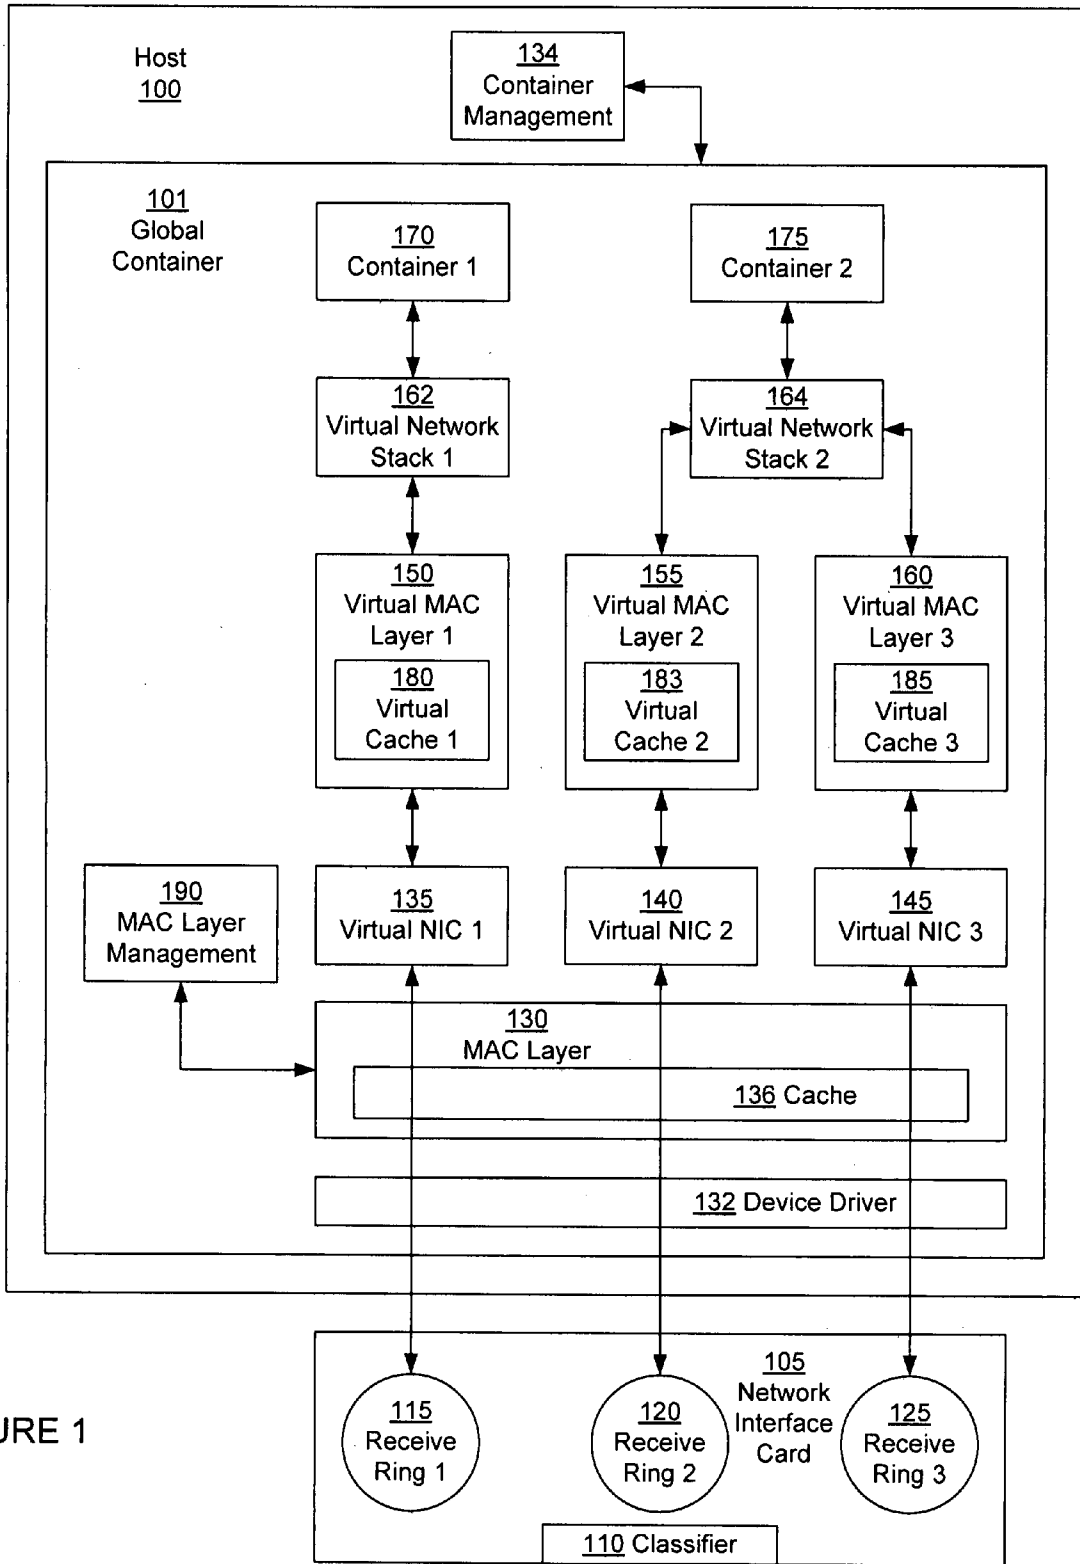 Host
100
134
Container
Management
101
Global
Container
170
Container 1
175
Container 2
162
Virtual Network
Stack 1
164
Virtual Network
Stack 2
150
Virtual MAC
Layer 1
180
Virtual
Cache 1
155
Virtual MAC
Layer 2
183
Virtual
Cache 2
160
Virtual MAC
Layer 3
185
Virtual
Cache 3
190
MAC Layer
Management
135
Virtual NIC 1
140
Virtual NIC 2
145
Virtual NIC 3
130
MAC Layer
136 Cache
132 Device Driver
105
Network
Interface
Card
115
Receive
Ring 1
120
Receive
Ring 2
125
Receive
Ring 3
110 Classifier
URE 1